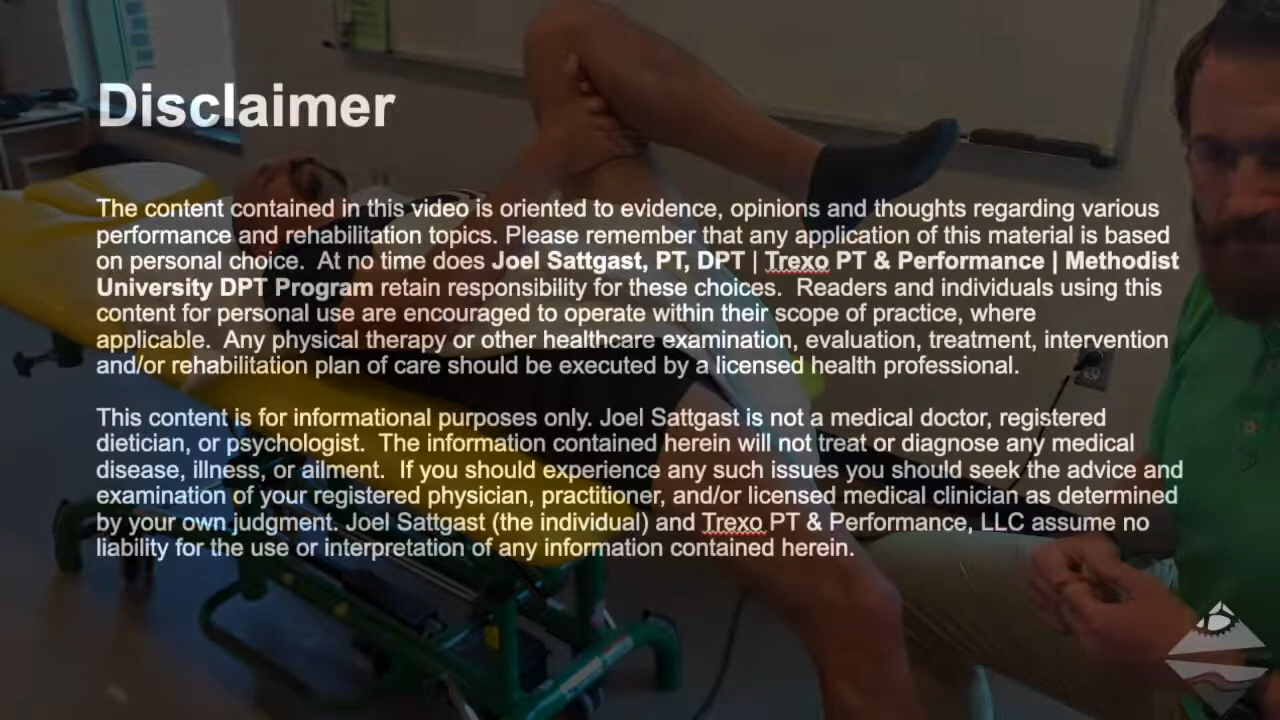 Disclaimer
The content contained in this video is oriented to evidence, opinions and thoughts regarding various
performance and rehabilitation topics. Please remember that any application of this material is based
on personal choice.  At no time does Joel Sattgast, PT, DPT | Trexo PT & Performance | Methodist
University DPT Program retain responsibility for these choices.  Readers and individuals using this
content for personal use are encouraged to operate within their scope of practice, where
applicable.  Any physical therapy or other healthcare examination, evaluation, treatment, intervention
and/or rehabilitation plan of care should be executed by a licensed health professional.
This content is for informational purposes only. Joel Sattgast is not a medical doctor, registered
dietician, or psychologist.  The information contained herein will not treat or diagnose any medical
disease, illness, or ailment.  If you should experience any such issues you should seek the advice and
examination of your registered physician, practitioner, and/or licensed medical clinician as determined
by your own judgment. Joel Sattgast (the individual) and Trexo PT & Performance, LLC assume no
liability for the use or interpretation of any information contained herein.